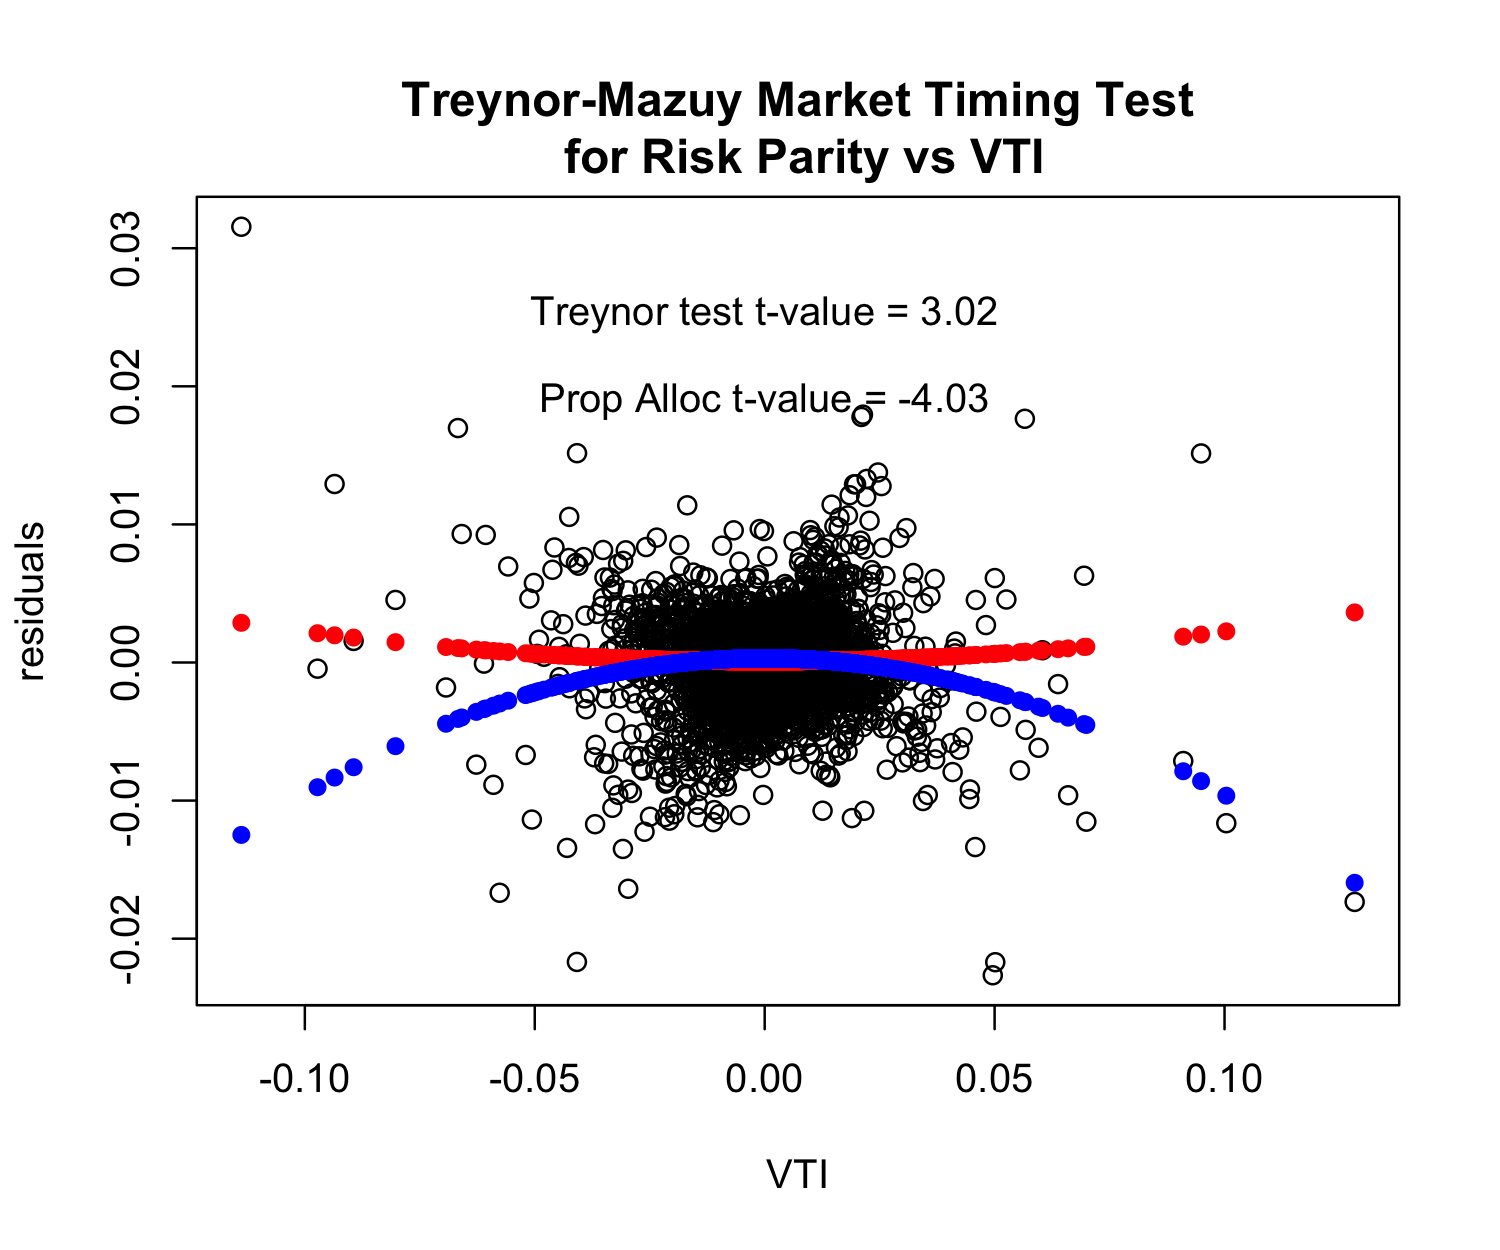 Treynor-Mazuy Market Timing Test
for Risk Parity vs VTI
Treynor test t-value = 3.02
Prop Alloc t-value = -4.03
residuals
0.03
0.02
0.01
0.00
-0.01
-0.02
-0.10
-0.05
0.00
0.05
0.10
VTI